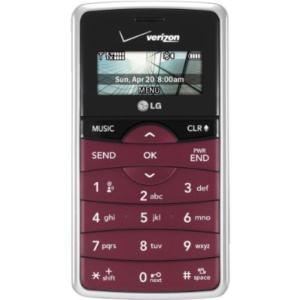 verizon
Sun, Apr 20 8:00am
MENU
LG
MUSIC CLR
SEND OK PWR END
1 2 abc 3 def
4 ghi 5 jkl 6 mno
7 pqrs 8 tuv 9 wxyz
* shift 0 next # space